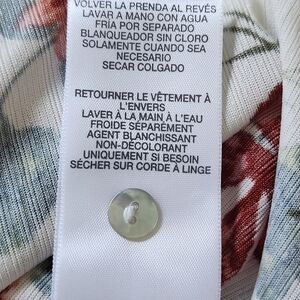 VOLVER LA PRENDA AL REVÉS
LAVAR A MANO CON AGUA
FRÍA POR SEPARADO
BLANQUEADOR SIN CLORO
SOLAMENTE CUANDO SEA
NECESARIO
SECAR COLGADO
RETOURNER LE VÊTEMENT À
L'ENVERS
LAVER À LA MAIN À L'EAU
FROIDE SÉPARÉMENT
AGENT BLANCHISSANT
NON-DÉCOLORANT
UNIQUEMENT SI BESOIN
SÉCHER SUR CORDE À LINGE